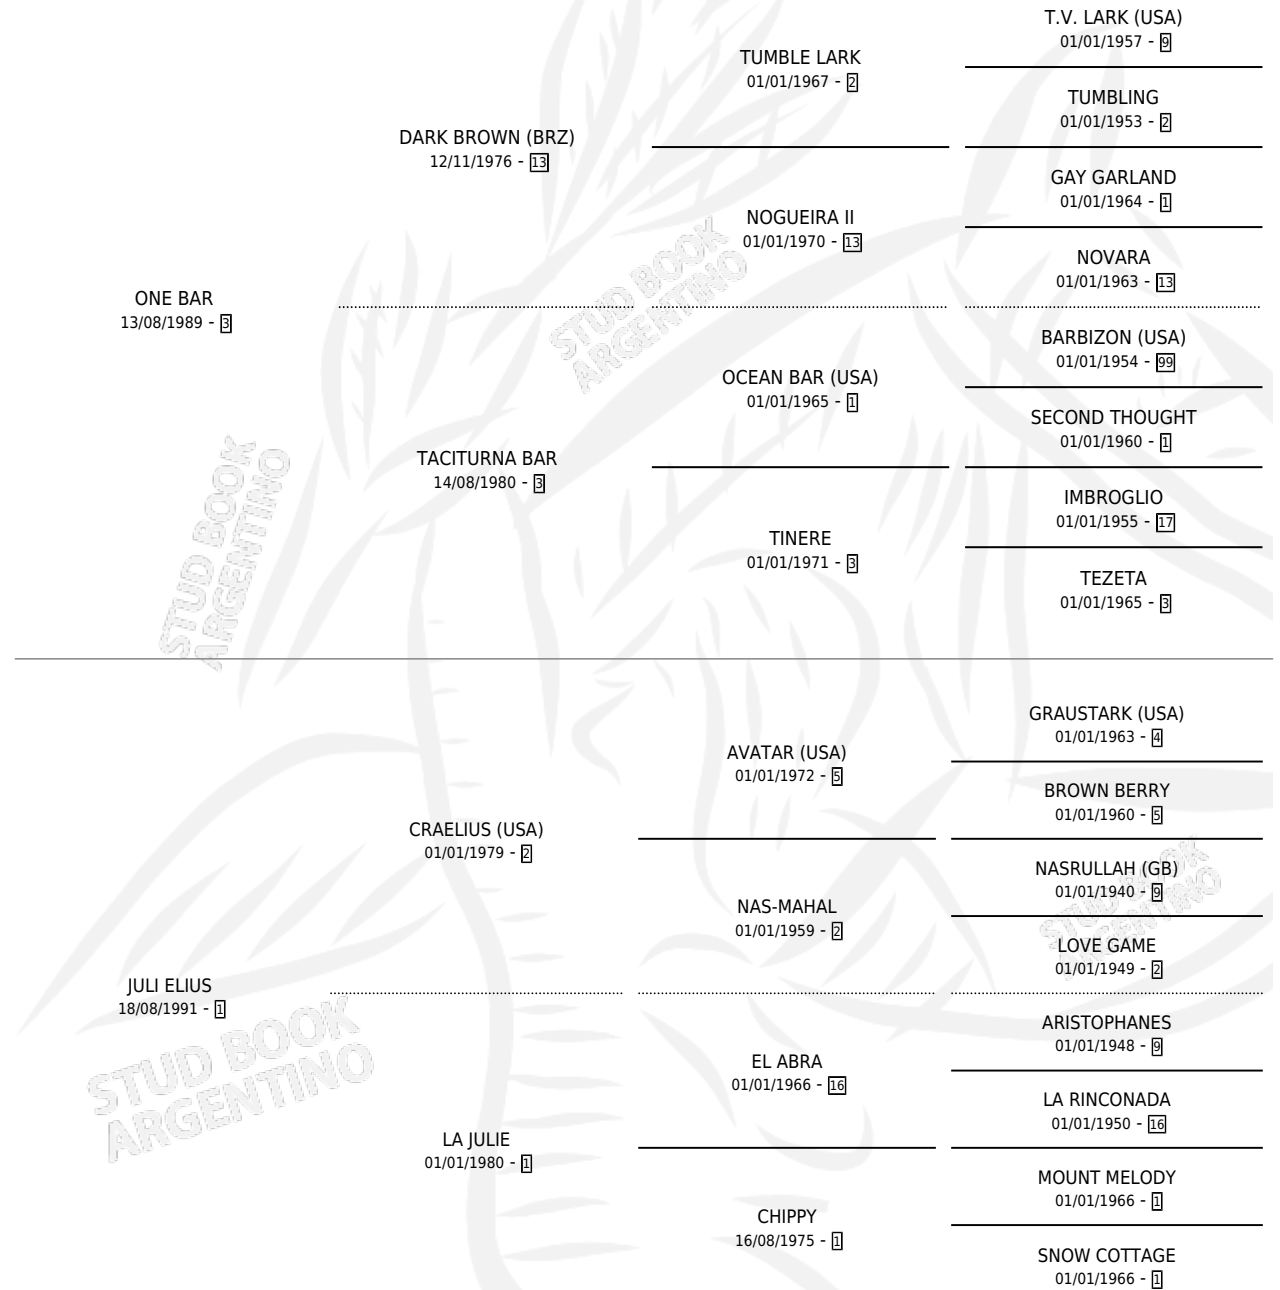 T.V. LARK (USA)
01/01/1957 - 9
TUMBLE LARK
01/01/1967 - 2
TUMBLING
01/01/1953 - 2
DARK BROWN (BRZ)
12/11/1976 - 13
GAY GARLAND
01/01/1964 - 1
NOGUEIRA II
01/01/1970 - 13
NOVARA
01/01/1963 - 13
ONE BAR
13/08/1989 - 3
BARBIZON (USA)
01/01/1954 - 99
OCEAN BAR (USA)
01/01/1965 - 1
SECOND THOUGHT
01/01/1960 - 1
TACITURNA BAR
14/08/1980 - 3
IMBROGLIO
01/01/1955 - 17
TINERE
01/01/1971 - 3
TEZETA
01/01/1965 - 3
GRAUSTARK (USA)
01/01/1963 - 4
AVATAR (USA)
01/01/1972 - 5
BROWN BERRY
01/01/1960 - 5
CRAELIUS (USA)
01/01/1979 - 2
NASRULLAH (GB)
01/01/1940 - 9
NAS-MAHAL
01/01/1959 - 2
LOVE GAME
01/01/1949 - 2
JULI ELIUS
18/08/1991 - 1
ARISTOPHANES
01/01/1948 - 9
EL ABRA
01/01/1966 - 16
LA RINCONADA
01/01/1950 - 16
LA JULIE
01/01/1980 - 1
MOUNT MELODY
01/01/1966 - 1
CHIPPY
16/08/1975 - 1
SNOW COTTAGE
01/01/1966 - 1
STUD BOOK
ARGENTINO
STUD BOOK
ARGENTINO
STUD BOOK
ARGENTINO
STUD BOOK
ARGENTINO